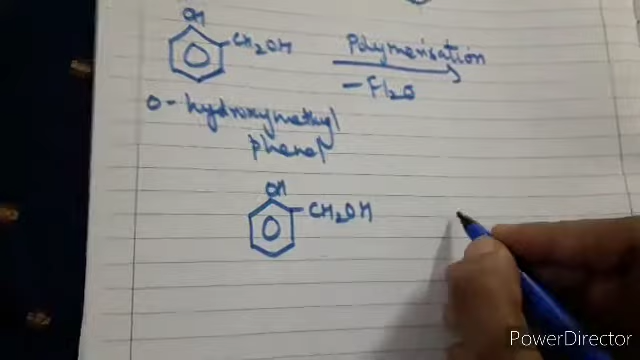 OH
CH₂OH
Polymerisation
– H₂O
o- hydroxymethyl
phenol
OH
CH₂OH
PowerDirector